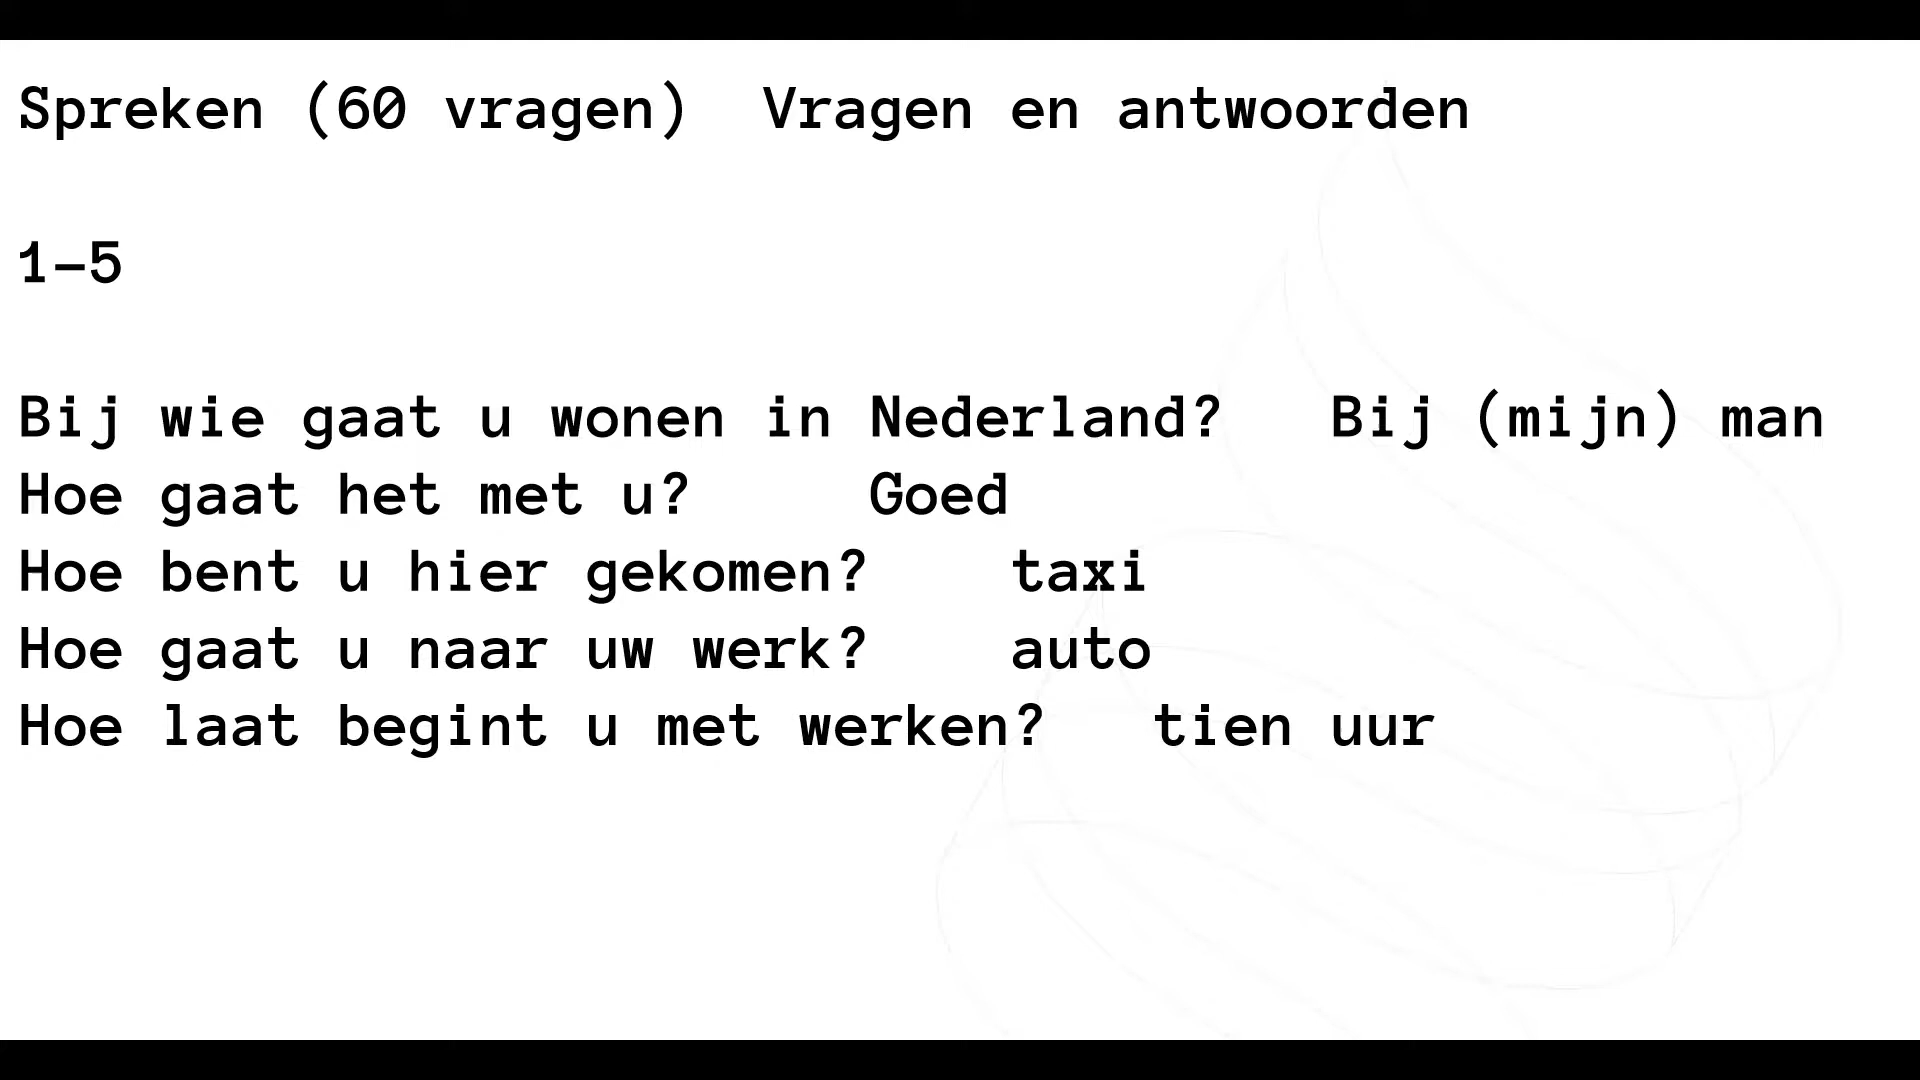 Spreken (60 vragen) Vragen en antwoorden
1–5
Bij wie gaat u wonen in Nederland? Bij (mijn) man
Hoe gaat het met u? Goed
Hoe bent u hier gekomen? taxi
Hoe gaat u naar uw werk? auto
Hoe laat begint u met werken? tien uur